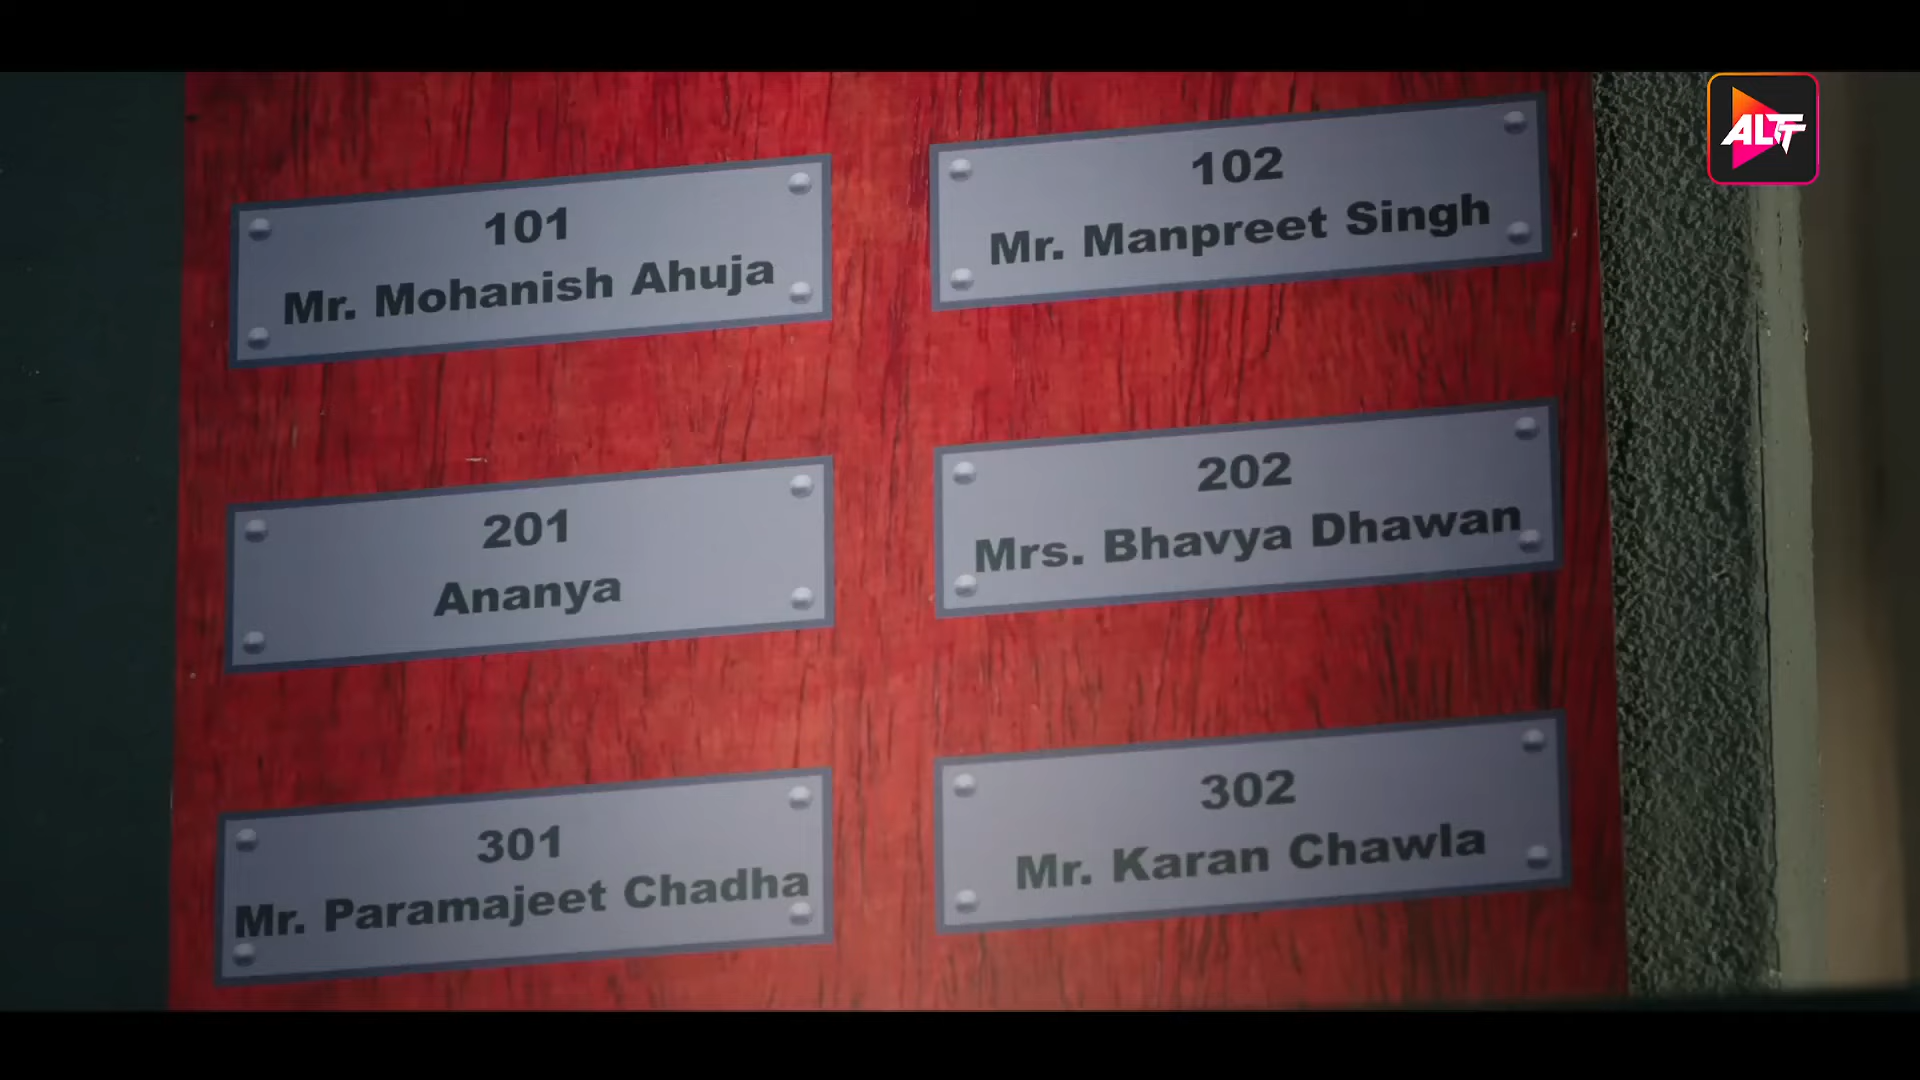 ALTT
101
Mr. Mohanish Ahuja
102
Mr. Manpreet Singh
201
Ananya
202
Mrs. Bhavya Dhawan
301
Mr. Paramajeet Chadha
302
Mr. Karan Chawla